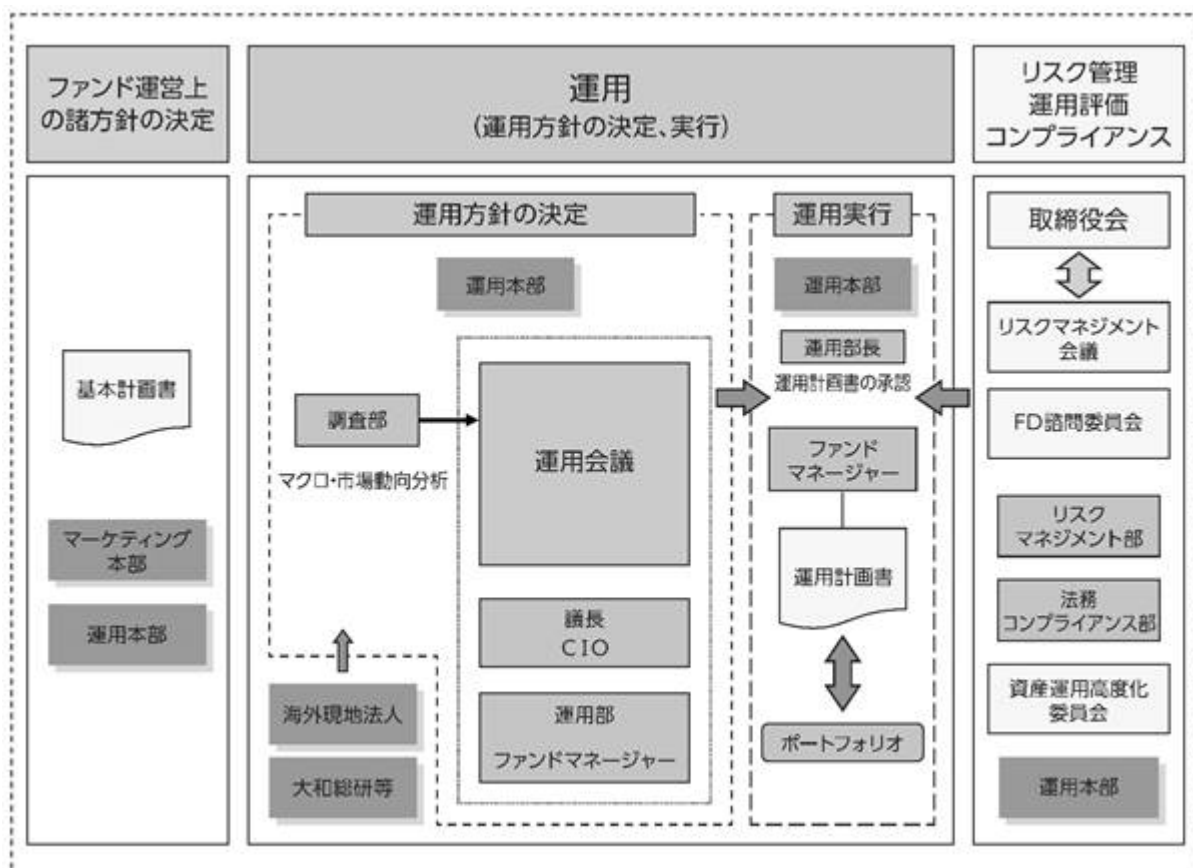 ファンド運営上
の諸方針の決定
運用
(運用方針の決定、実行)
リスク管理
運用評価
コンプライアンス
基本計画書
マーケティング
本部
運用本部
運用方針の決定
運用本部
調査部
マクロ・市場動向分析
運用会議
議長
CIO
運用部
ファンドマネージャー
海外現地法人
大和総研等
運用実行
運用本部
運用部長
運用計画書の承認
ファンド
マネージャー
運用計画書
ポートフォリオ
取締役会
リスクマネジメント
会議
FD諮問委員会
リスク
マネジメント部
法務
コンプライアンス部
資産運用高度化
委員会
運用本部